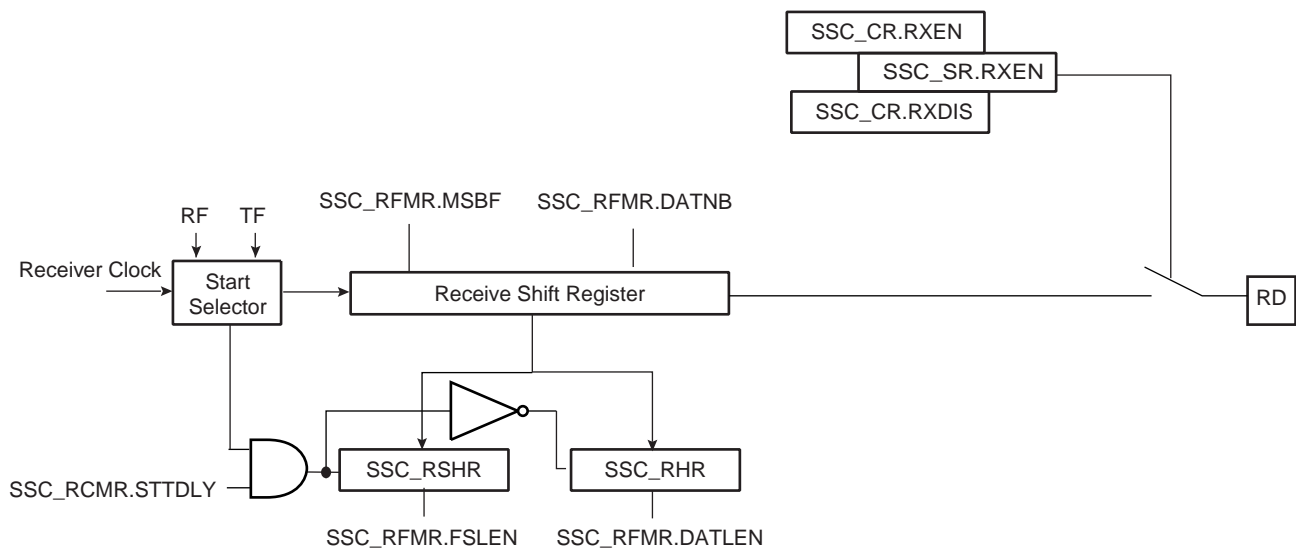 SSC_CR.RXEN
SSC_SR.RXEN
SSC_CR.RXDIS
SSC_RFMR.MSBF
SSC_RFMR.DATNB
RF
TF
Receiver Clock
Start
Selector
Receive Shift Register
RD
SSC_RSHR
SSC_RHR
SSC_RCMR.STTDLY
SSC_RFMR.FSLEN
SSC_RFMR.DATLEN